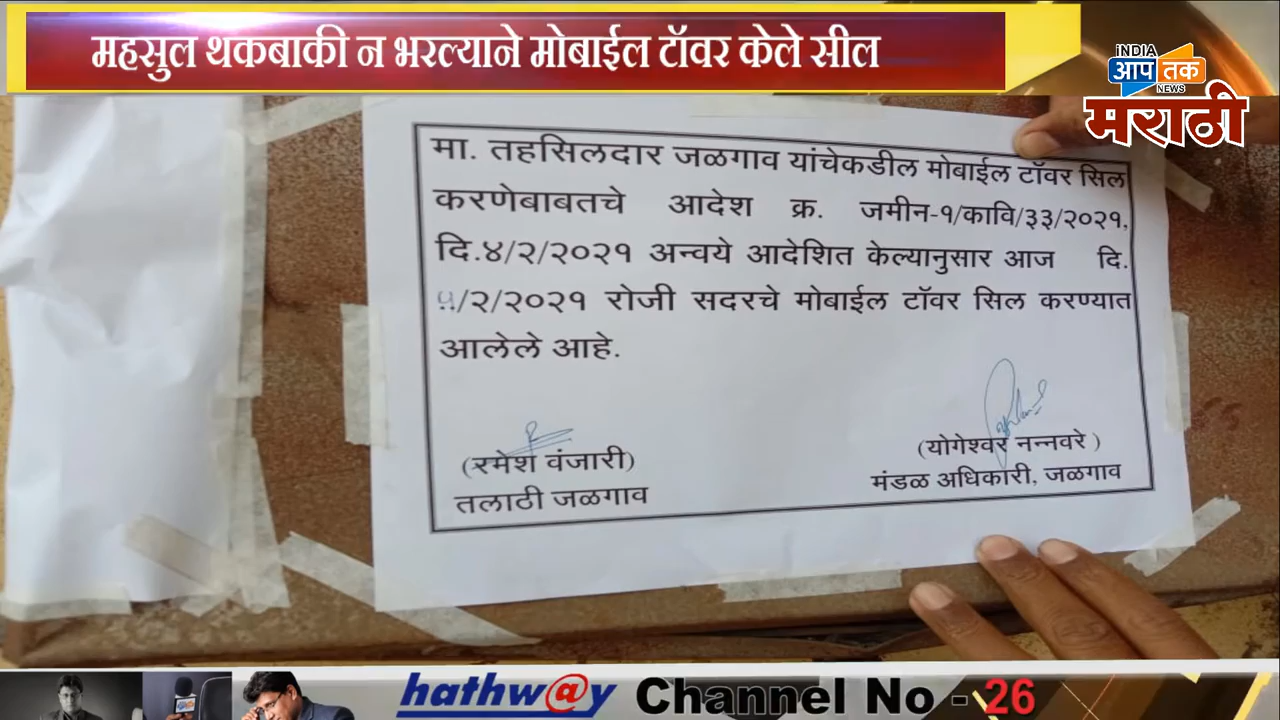 महसुल थकबाकी न भरल्याने मोबाईल टॉवर केले सील
INDIA
आप तक
NEWS
मराठी
मा. तहसिलदार जळगाव यांचेकडील मोबाईल टॉवर सिल
करणेबाबतचे आदेश क्र. जमीन-१/कावि/३३/२०२१,
दि.४/२/२०२१ अन्वये आदेशित केल्यानुसार आज दि.
५/२/२०२१ रोजी सदरचे मोबाईल टॉवर सिल करण्यात
आलेले आहे.
(रमेश वंजारी)
तलाठी जळगाव
(योगेश्वर नन्नवरे )
मंडळ अधिकारी, जळगाव
hathw@y Channel No - 26